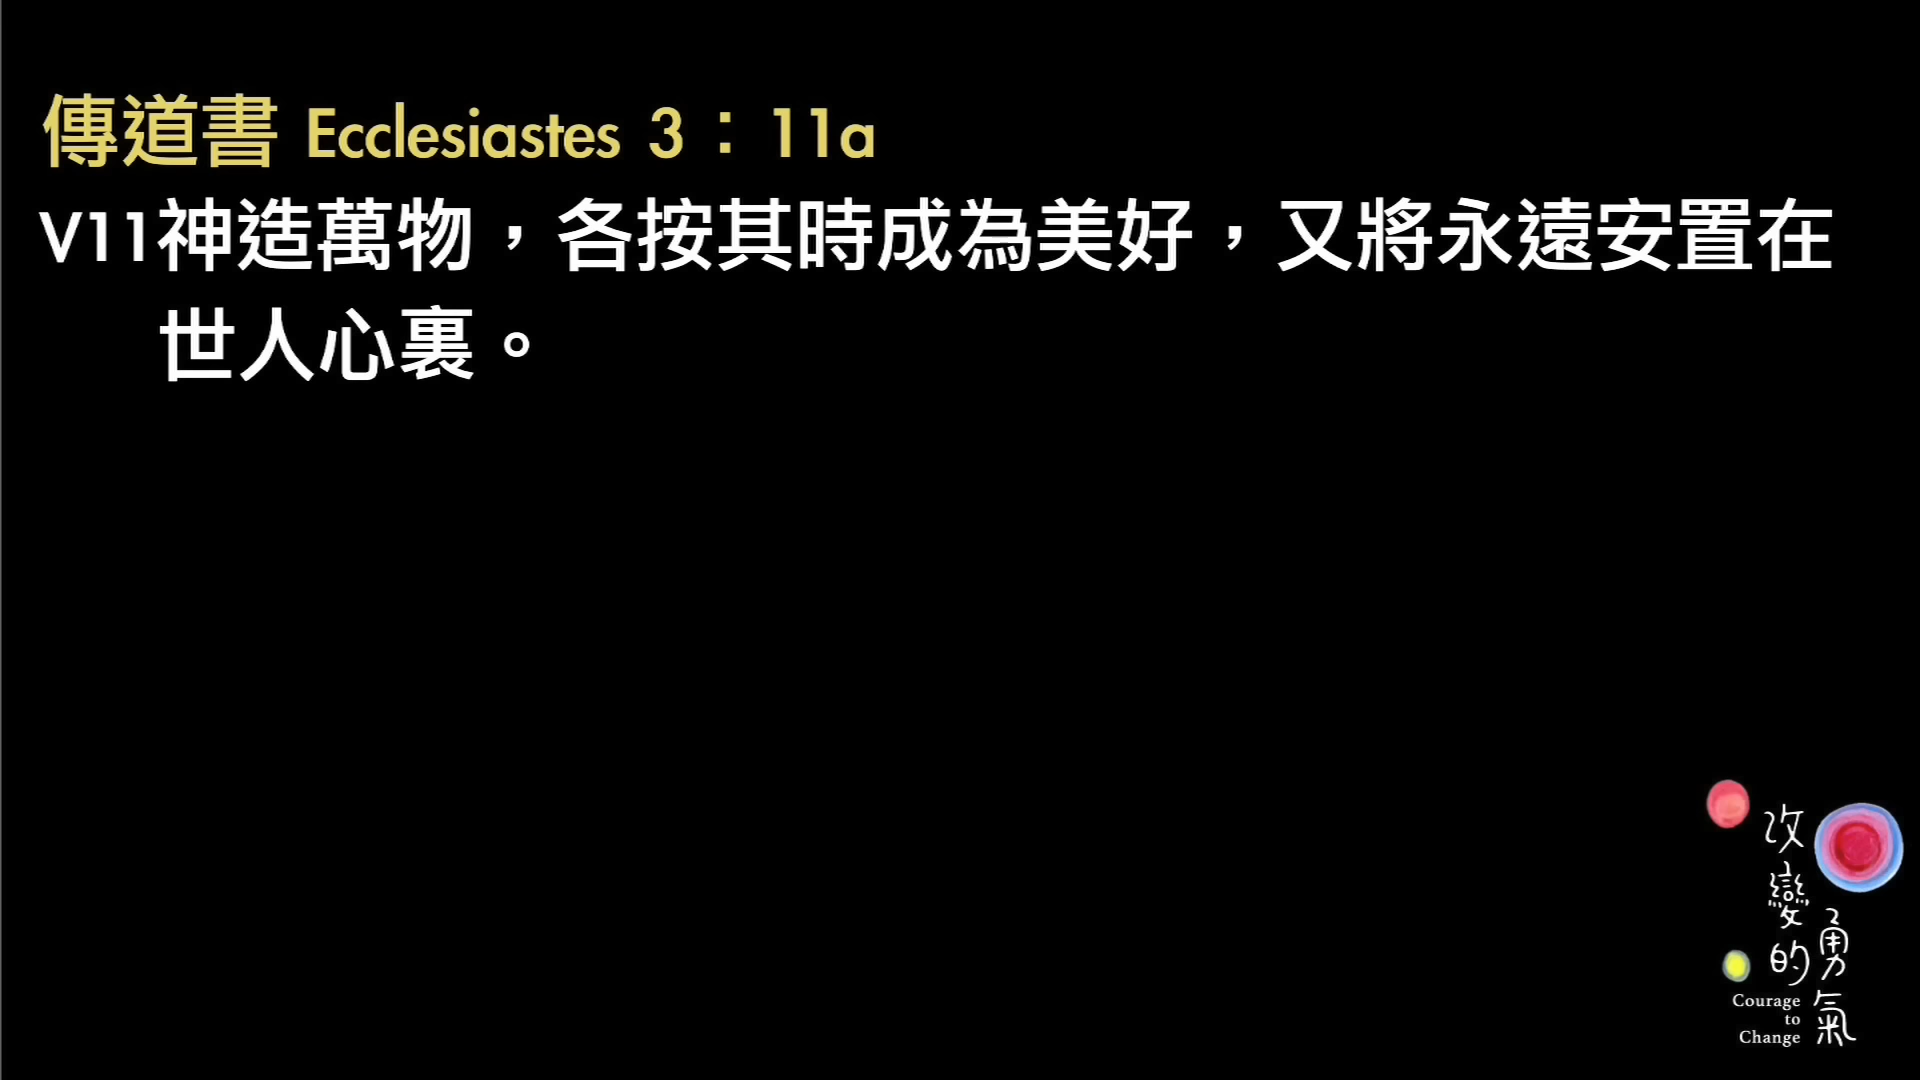 傳道書 Ecclesiastes 3：11a
V11神造萬物，各按其時成為美好，又將永遠安置在
世人心裏。
改變的
勇氣
Courage
to
Change